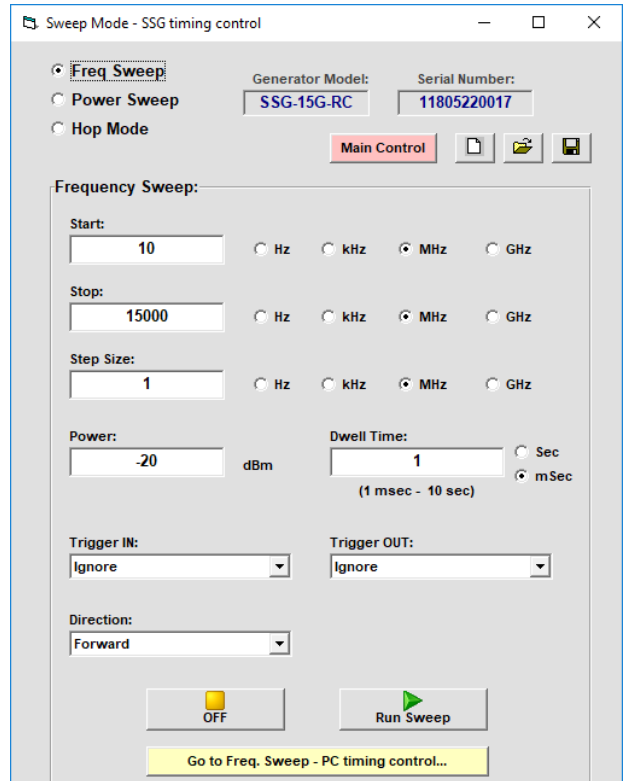 Sweep Mode - SSG timing control
Freq Sweep
Power Sweep
Hop Mode
Generator Model: Serial Number:
SSG-15G-RC 11805220017
Main Control
Frequency Sweep:
Start:
10 Hz kHz MHz GHz
Stop:
15000 Hz kHz MHz GHz
Step Size:
1 Hz kHz MHz GHz
Power: Dwell Time:
-20 dBm 1 Sec
mSec
(1 msec - 10 sec)
Trigger IN: Trigger OUT:
Ignore Ignore
Direction:
Forward
OFF Run Sweep
Go to Freq. Sweep - PC timing control...